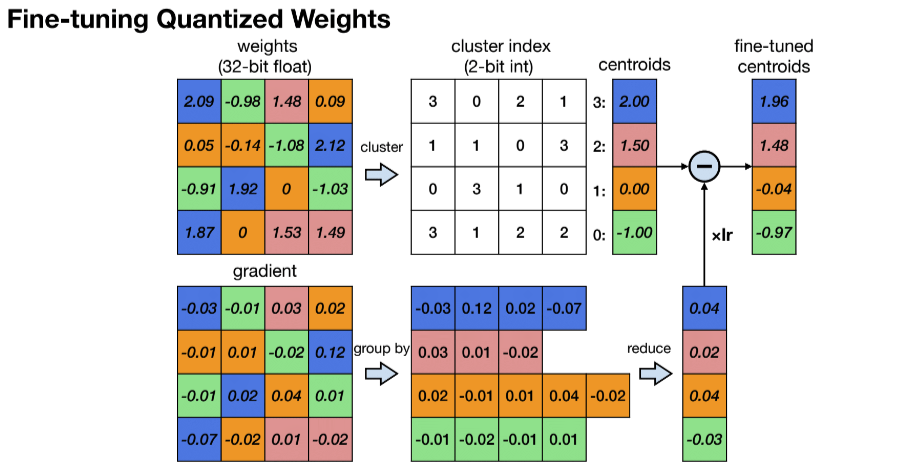 Fine-tuning Quantized Weights
weights
(32-bit float)
cluster index
(2-bit int)
centroids
fine-tuned
centroids
2.09 -0.98 1.48 0.09
3 0 2 1
3: 2.00
1.96
0.05 -0.14 -1.08 2.12
cluster
1 1 0 3
2: 1.50
1.48
-0.91 1.92 0 -1.03
0 3 1 0
1: 0.00
-0.04
1.87 0 1.53 1.49
3 1 2 2
0: -1.00
-0.97
×lr
gradient
-0.03 -0.01 0.03 0.02
-0.03 0.12 0.02 -0.07
0.04
-0.01 0.01 -0.02 0.12
group by
0.03 0.01 -0.02
reduce
0.02
-0.01 0.02 0.04 0.01
0.02 -0.01 0.01 0.04 -0.02
0.04
-0.07 -0.02 0.01 -0.02
-0.01 -0.02 -0.01 0.01
-0.03